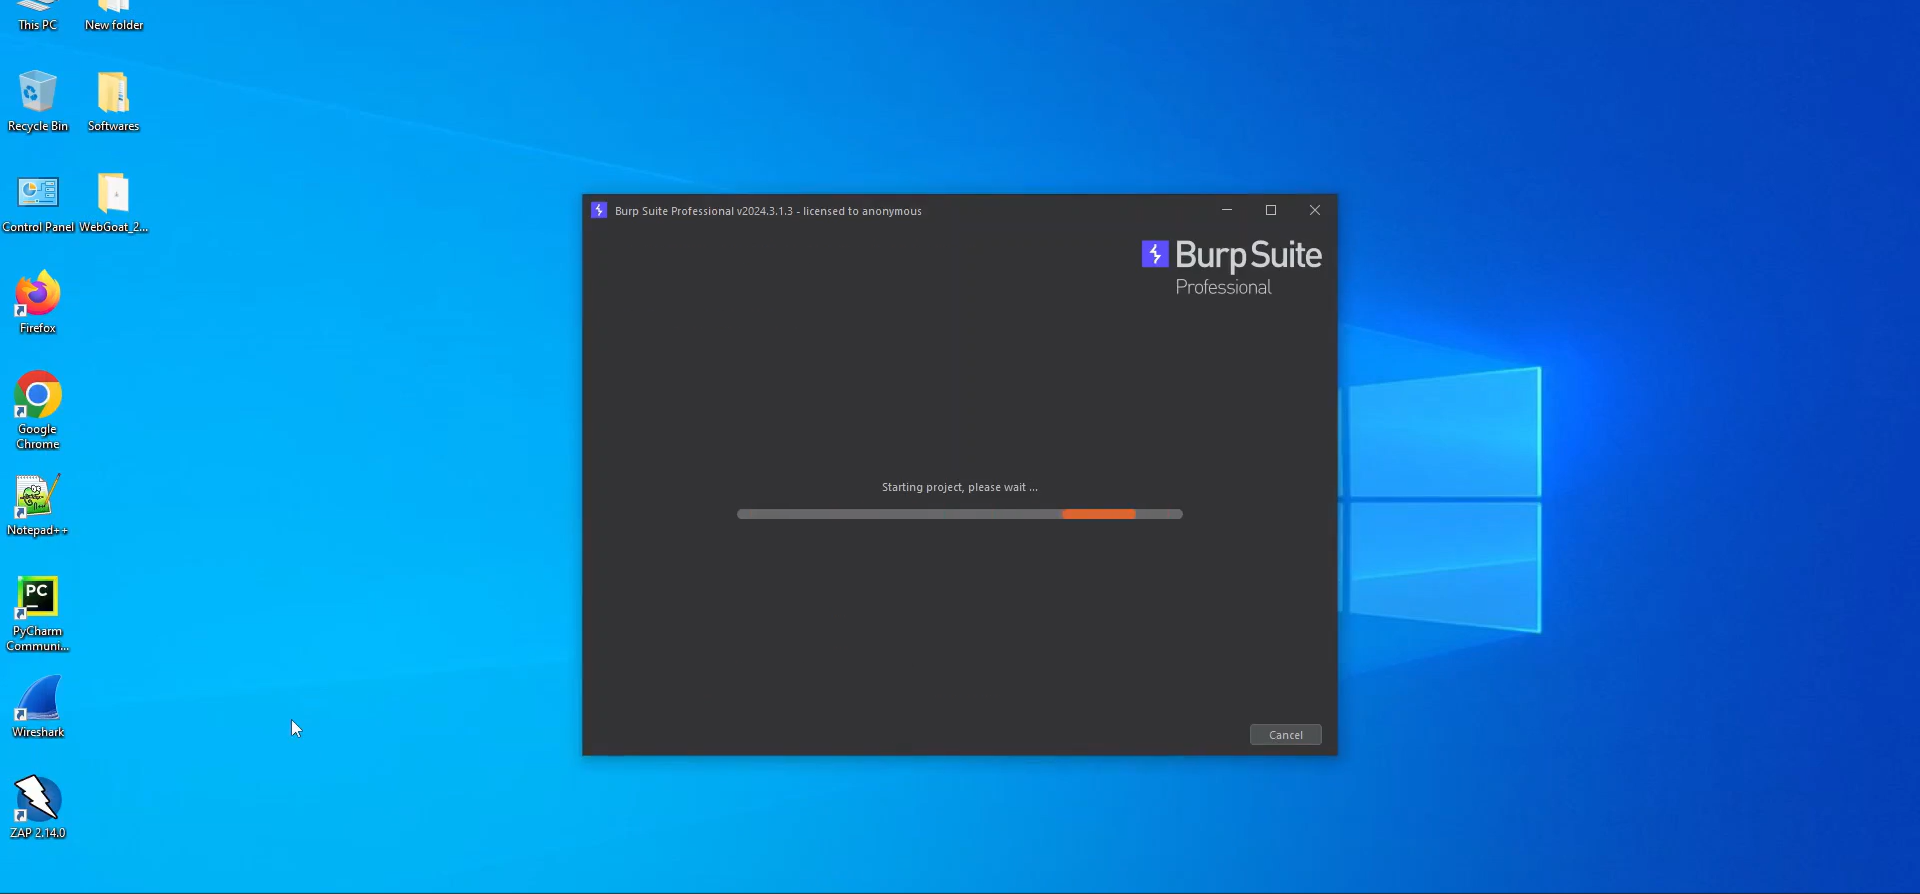 This PC
New folder
Recycle Bin
Softwares
Control Panel
WebGoat_2...
Firefox
Google
Chrome
Notepad++
PC
PyCharm
Communi...
Wireshark
ZAP 2.14.0
Burp Suite Professional v2024.3.1.3 - licensed to anonymous
Burp Suite
Professional
Starting project, please wait ...
Cancel